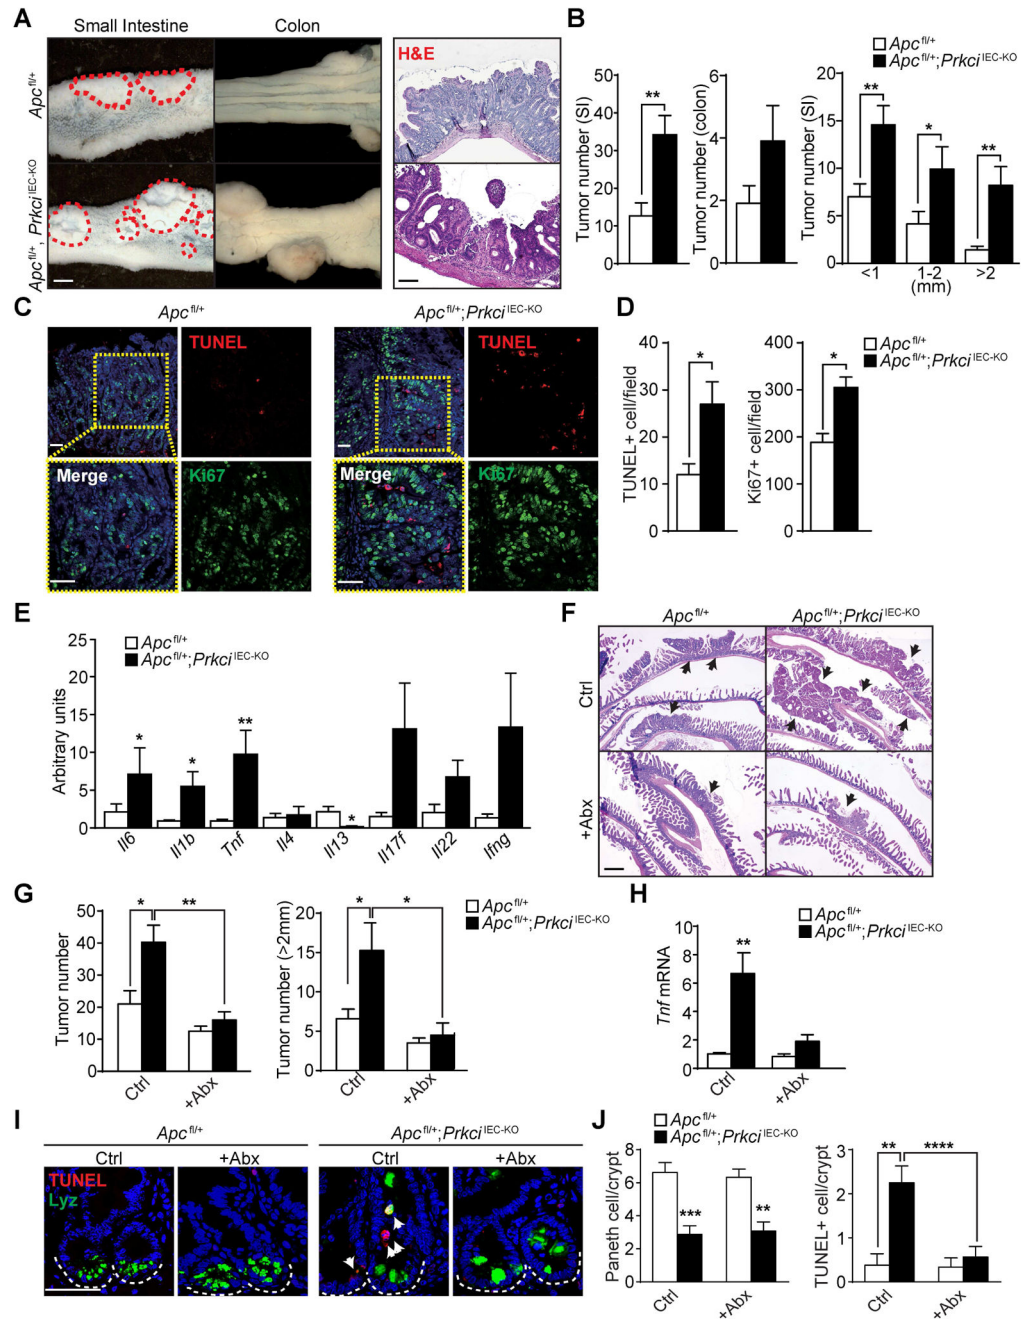 A
Small Intestine
Colon
Apc fl/+
Apc fl/+, Prkci IEC-KO
H&E
B
Apc fl/+
Apc fl/+;Prkci IEC-KO
Tumor number (SI)
50
40
30
20
10
0
**
Tumor number (colon)
6
4
2
0
Tumor number (SI)
20
15
10
5
0
**
*
**
<1
1-2
>2
(mm)
C
Apc fl/+
Apc fl/+;Prkci IEC-KO
TUNEL
TUNEL
Merge
Ki67
Merge
Ki67
D
Apc fl/+
Apc fl/+;Prkci IEC-KO
TUNEL+ cell/field
40
30
20
10
0
*
Ki67+ cell/field
400
300
200
100
0
*
E
Apc fl/+
Apc fl/+;Prkci IEC-KO
Arbitrary units
25
20
15
10
5
0
*
*
**
*
Il6
Il1b
Tnf
Il4
Il13
Il17f
Il22
Ifng
F
Apc fl/+
Apc fl/+;Prkci IEC-KO
Ctrl
+Abx
G
Tumor number
50
40
30
20
10
0
*
**
Ctrl
+Abx
Tumor number (>2mm)
20
15
10
5
0
*
*
Ctrl
+Abx
Apc fl/+
Apc fl/+;Prkci IEC-KO
H
Apc fl/+
Apc fl/+;Prkci IEC-KO
Tnf mRNA
10
8
6
4
2
0
**
Ctrl
+Abx
I
Apc fl/+
Apc fl/+;Prkci IEC-KO
Ctrl
+Abx
Ctrl
+Abx
TUNEL
Lyz
J
Apc fl/+
Apc fl/+;Prkci IEC-KO
Paneth cell/crypt
8
6
4
2
0
***
**
Ctrl
+Abx
TUNEL+ cell/crypt
3
2
1
0
**
****
Ctrl
+Abx